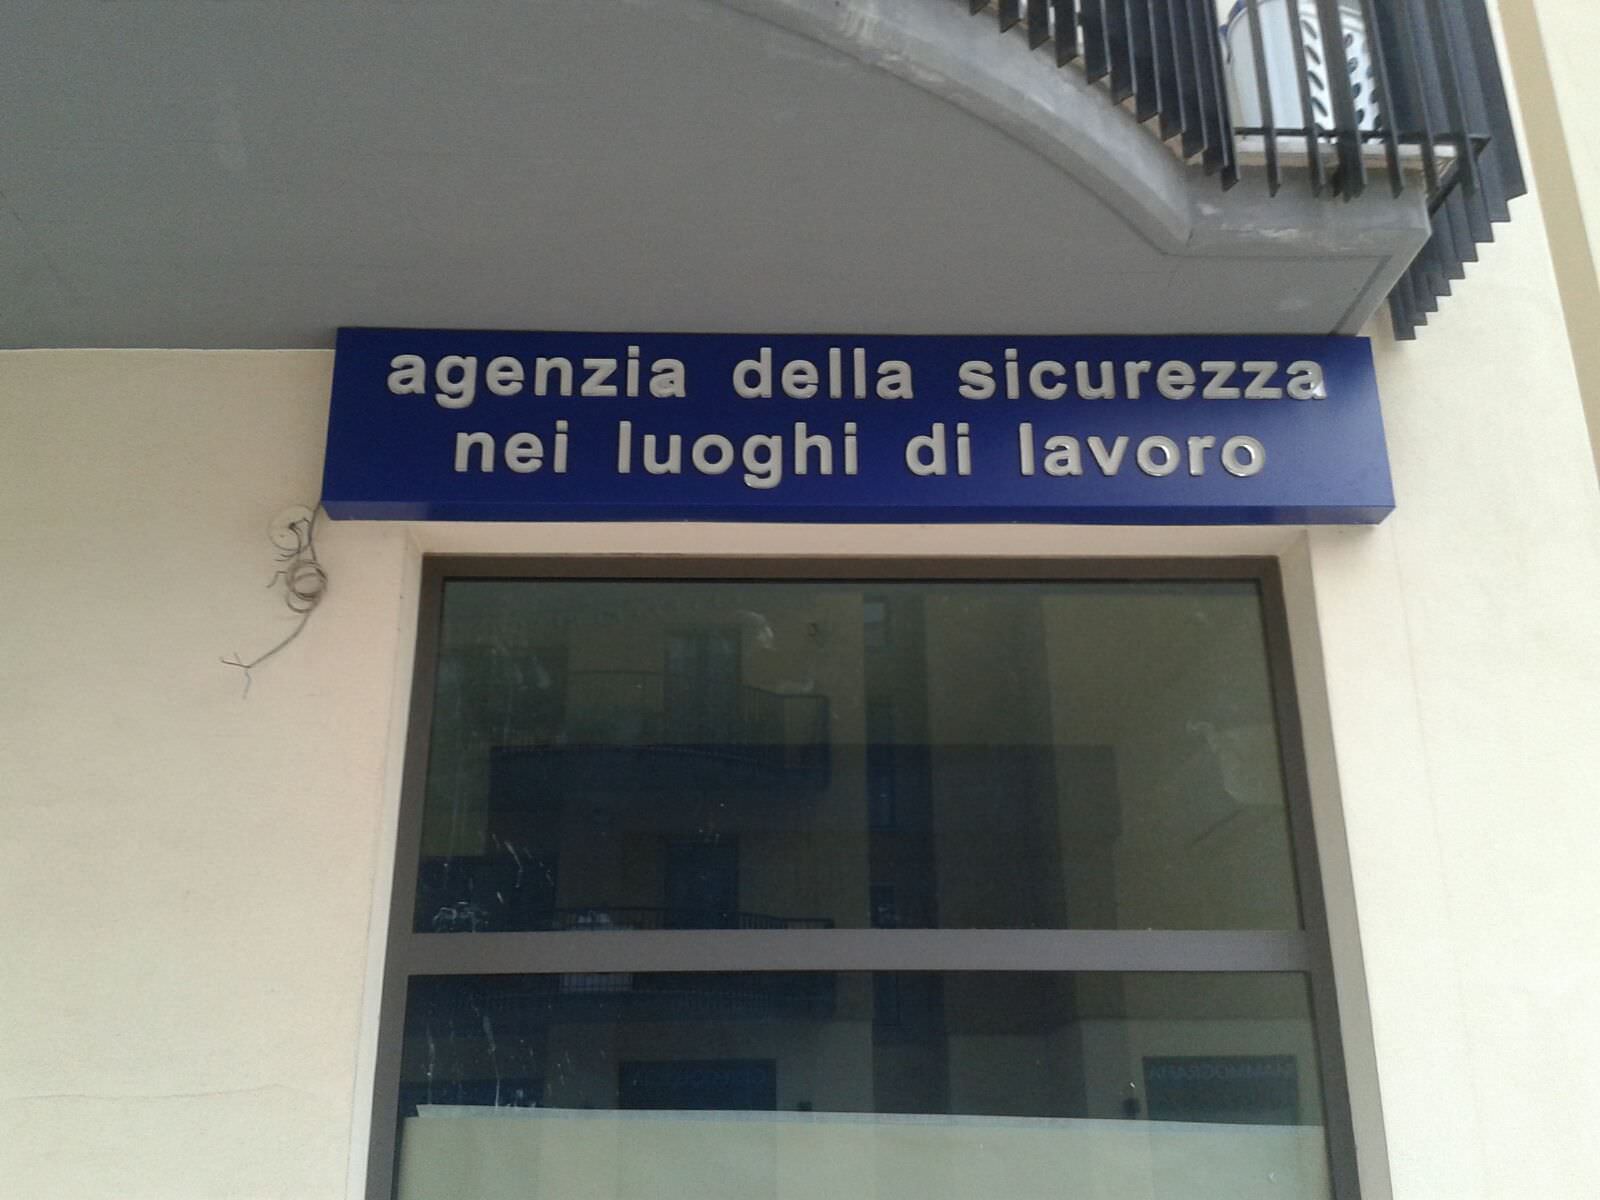 agenzia della sicurezza
nei luoghi di lavoro